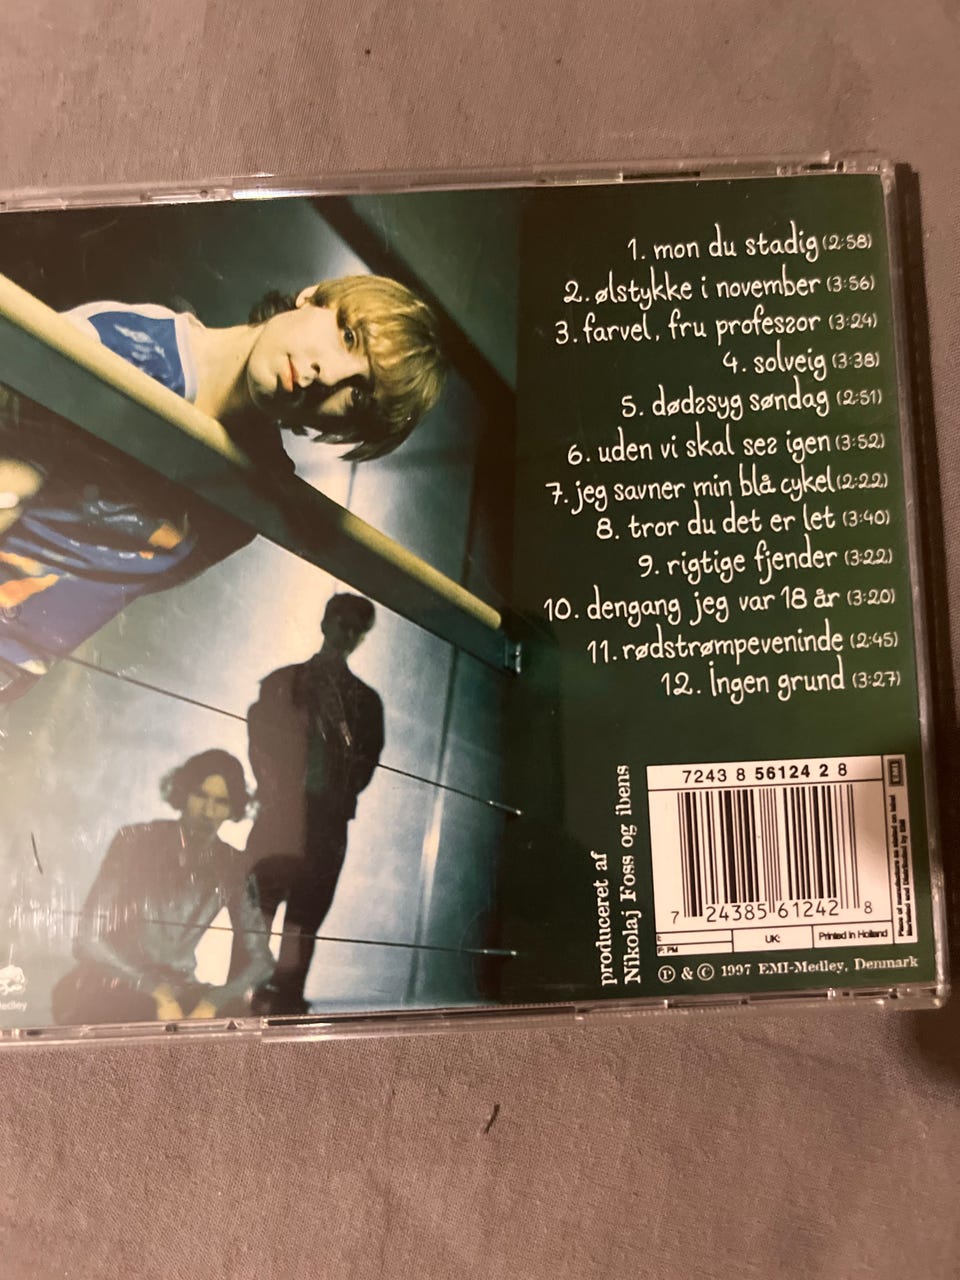 1. mon du stadig (2:58)
2. ølstykke i november (3:56)
3. farvel, fru professor (3:24)
4. solveig (3:38)
5. dødssyg søndag (2:51)
6. uden vi skal ses igen (3:52)
7. jeg savner min blå cykel (2:22)
8. tror du det er let (3:40)
9. rigtige fjender (3:22)
10. dengang jeg var 18 år (3:20)
11. rødstrømpeveninde (2:45)
12. Ingen grund (3:27)
produceret af
Nikolaj Foss og ibens
7243 8 56124 2 8
EMI
7 24385 61242 8
UK:
Printed in Holland
F: PM
℗ & © 1997 EMI-Medley, Denmark
Medley